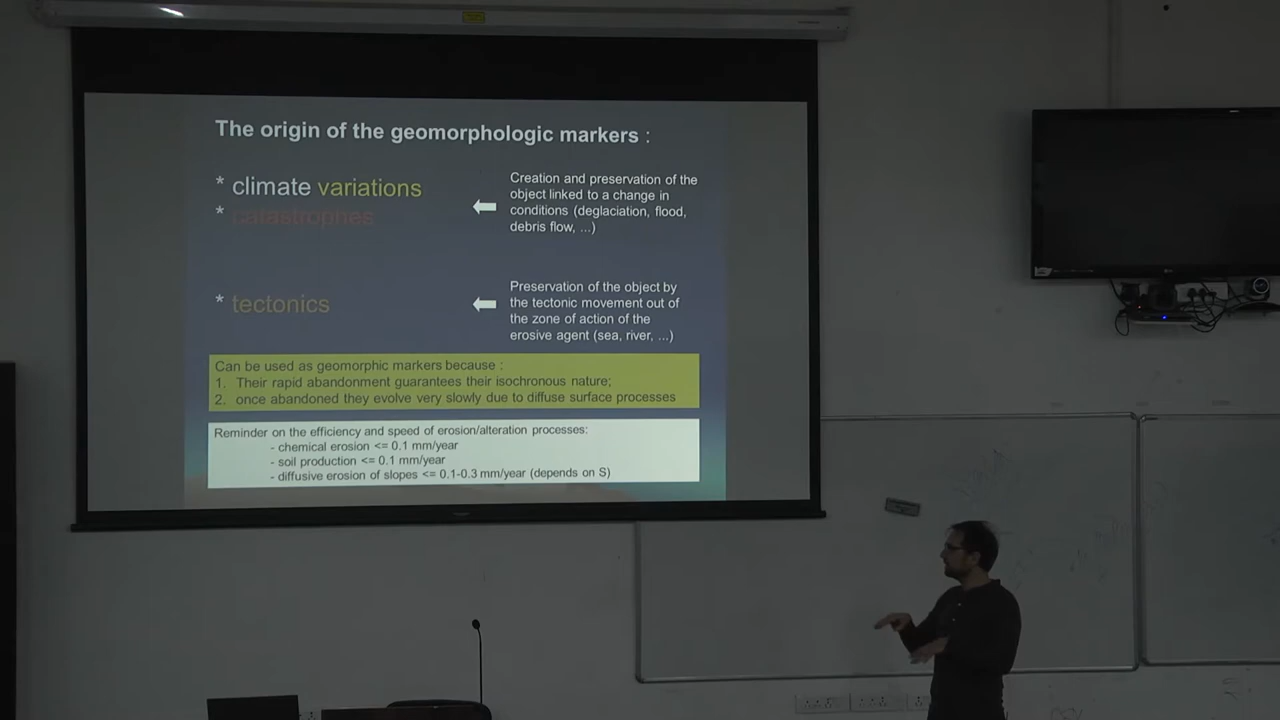 The origin of the geomorphologic markers :
* climate variations
* catastrophes
Creation and preservation of the
object linked to a change in
conditions (deglaciation, flood,
debris flow, ...)
* tectonics
Preservation of the object by
the tectonic movement out of
the zone of action of the
erosive agent (sea, river, ...)
Can be used as geomorphic markers because :
1. Their rapid abandonment guarantees their isochronous nature;
2. once abandoned they evolve very slowly due to diffuse surface processes
Reminder on the efficiency and speed of erosion/alteration processes:
- chemical erosion <= 0.1 mm/year
- soil production <= 0.1 mm/year
- diffusive erosion of slopes <= 0.1-0.3 mm/year (depends on S)